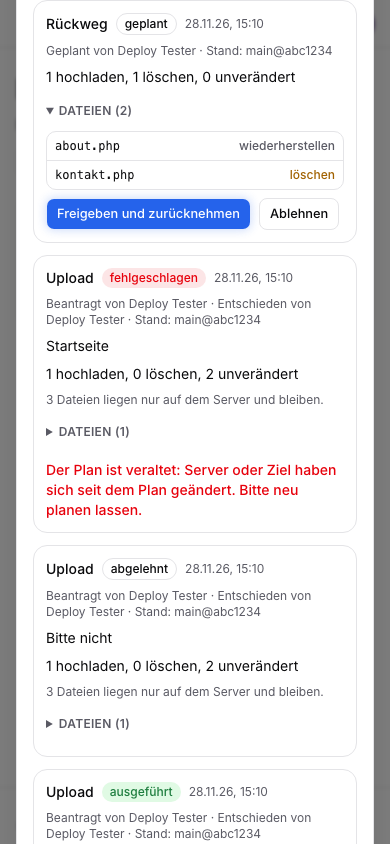 Rückweg geplant 28.11.26, 15:10
Geplant von Deploy Tester · Stand: main@abc1234
1 hochladen, 1 löschen, 0 unverändert
▼ DATEIEN (2)
about.php wiederherstellen
kontakt.php löschen
Freigeben und zurücknehmen Ablehnen
Upload fehlgeschlagen 28.11.26, 15:10
Beantragt von Deploy Tester · Entschieden von
Deploy Tester · Stand: main@abc1234
Startseite
1 hochladen, 0 löschen, 2 unverändert
3 Dateien liegen nur auf dem Server und bleiben.
▶ DATEIEN (1)
Der Plan ist veraltet: Server oder Ziel haben
sich seit dem Plan geändert. Bitte neu
planen lassen.
Upload abgelehnt 28.11.26, 15:10
Beantragt von Deploy Tester · Entschieden von
Deploy Tester · Stand: main@abc1234
Bitte nicht
1 hochladen, 0 löschen, 2 unverändert
3 Dateien liegen nur auf dem Server und bleiben.
▶ DATEIEN (1)
Upload ausgeführt 28.11.26, 15:10
Beantragt von Deploy Tester · Entschieden von
Deploy Tester · Stand: main@abc1234